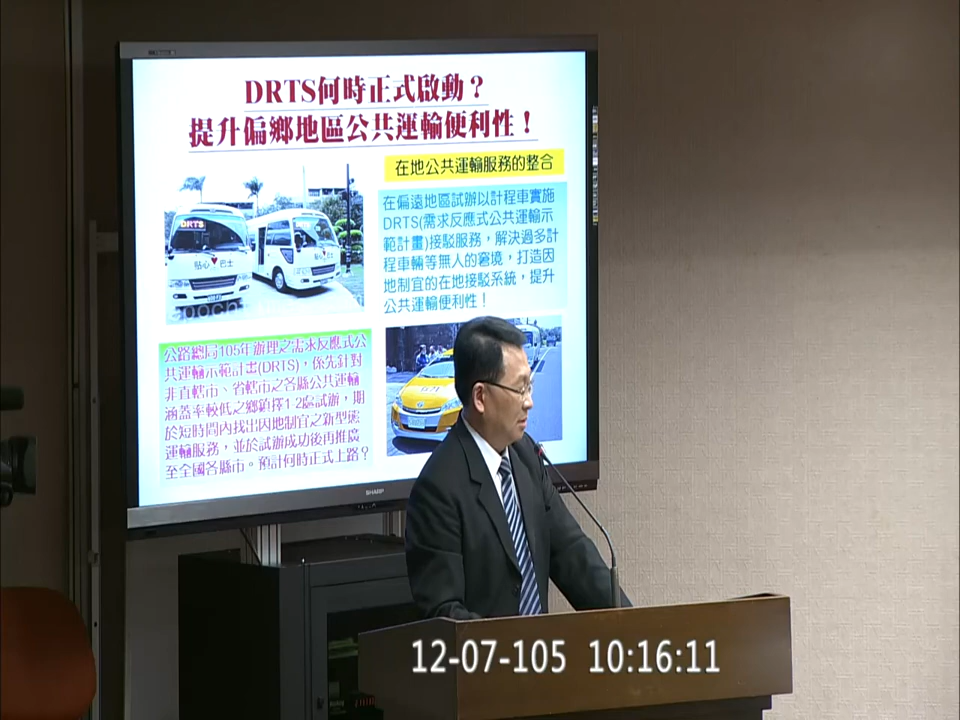 DRTS何時正式啟動？
提升偏鄉地區公共運輸便利性！
在地公共運輸服務的整合
在偏遠地區試辦以計程車實施
DRTS(需求反應式公共運輸示
範計畫)接駁服務，解決過多計
程車輛等無人的窘境，打造因
地制宜的在地接駁系統，提升
公共運輸便利性！
DRTS
貼心 巴士
貼心 巴士
epoch
公路總局105年辦理之需求反應式公
共運輸示範計畫(DRTS)，係先針對
非直轄市、省轄市之各縣公共運輸
涵蓋率較低之鄉鎮擇1-2處試辦，期
於短時間內找出因地制宜之新型態
運輸服務，並於試辦成功後再推廣
至全國各縣市。預計何時正式上路？
SHARP
12-07-105 10:16:11